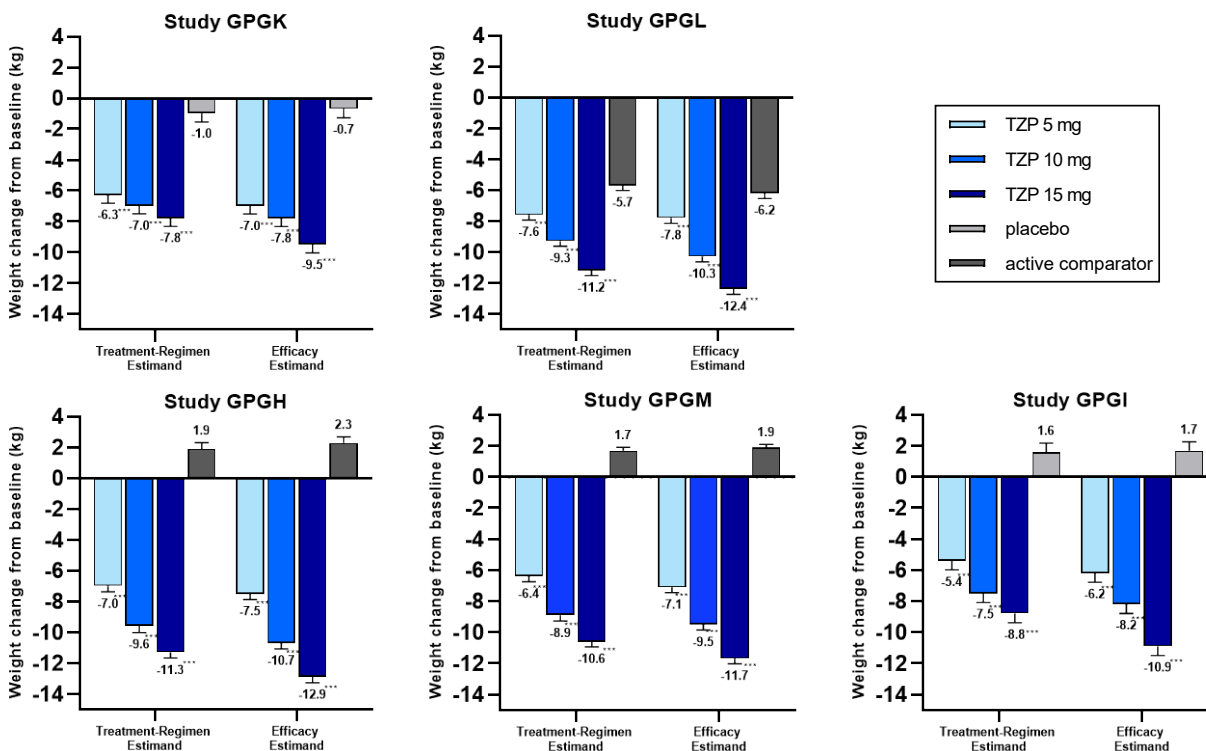 Study GPGK
Weight change from baseline (kg)
4
2
0
-2
-4
-6
-8
-10
-12
-14
-6.3***
-7.0***
-7.8***
-1.0
-7.0***
-7.8***
-9.5***
-0.7
Treatment-Regimen
Estimand
Efficacy
Estimand
Study GPGL
Weight change from baseline (kg)
4
2
0
-2
-4
-6
-8
-10
-12
-14
-7.6***
-9.3***
-11.2***
-5.7
-7.8***
-10.3***
-12.4***
-6.2
Treatment-Regimen
Estimand
Efficacy
Estimand
TZP 5 mg
TZP 10 mg
TZP 15 mg
placebo
active comparator
Study GPGH
Weight change from baseline (kg)
4
2
0
-2
-4
-6
-8
-10
-12
-14
-7.0***
-9.6***
-11.3***
1.9
-7.5***
-10.7***
-12.9***
2.3
Treatment-Regimen
Estimand
Efficacy
Estimand
Study GPGM
Weight change from baseline (kg)
4
2
0
-2
-4
-6
-8
-10
-12
-14
-6.4***
-8.9***
-10.6***
1.7
-7.1***
-9.5***
-11.7***
1.9
Treatment-Regimen
Estimand
Efficacy
Estimand
Study GPGI
Weight change from baseline (kg)
4
2
0
-2
-4
-6
-8
-10
-12
-14
-5.4***
-7.5***
-8.8***
1.6
-6.2***
-8.2***
-10.9***
1.7
Treatment-Regimen
Estimand
Efficacy
Estimand